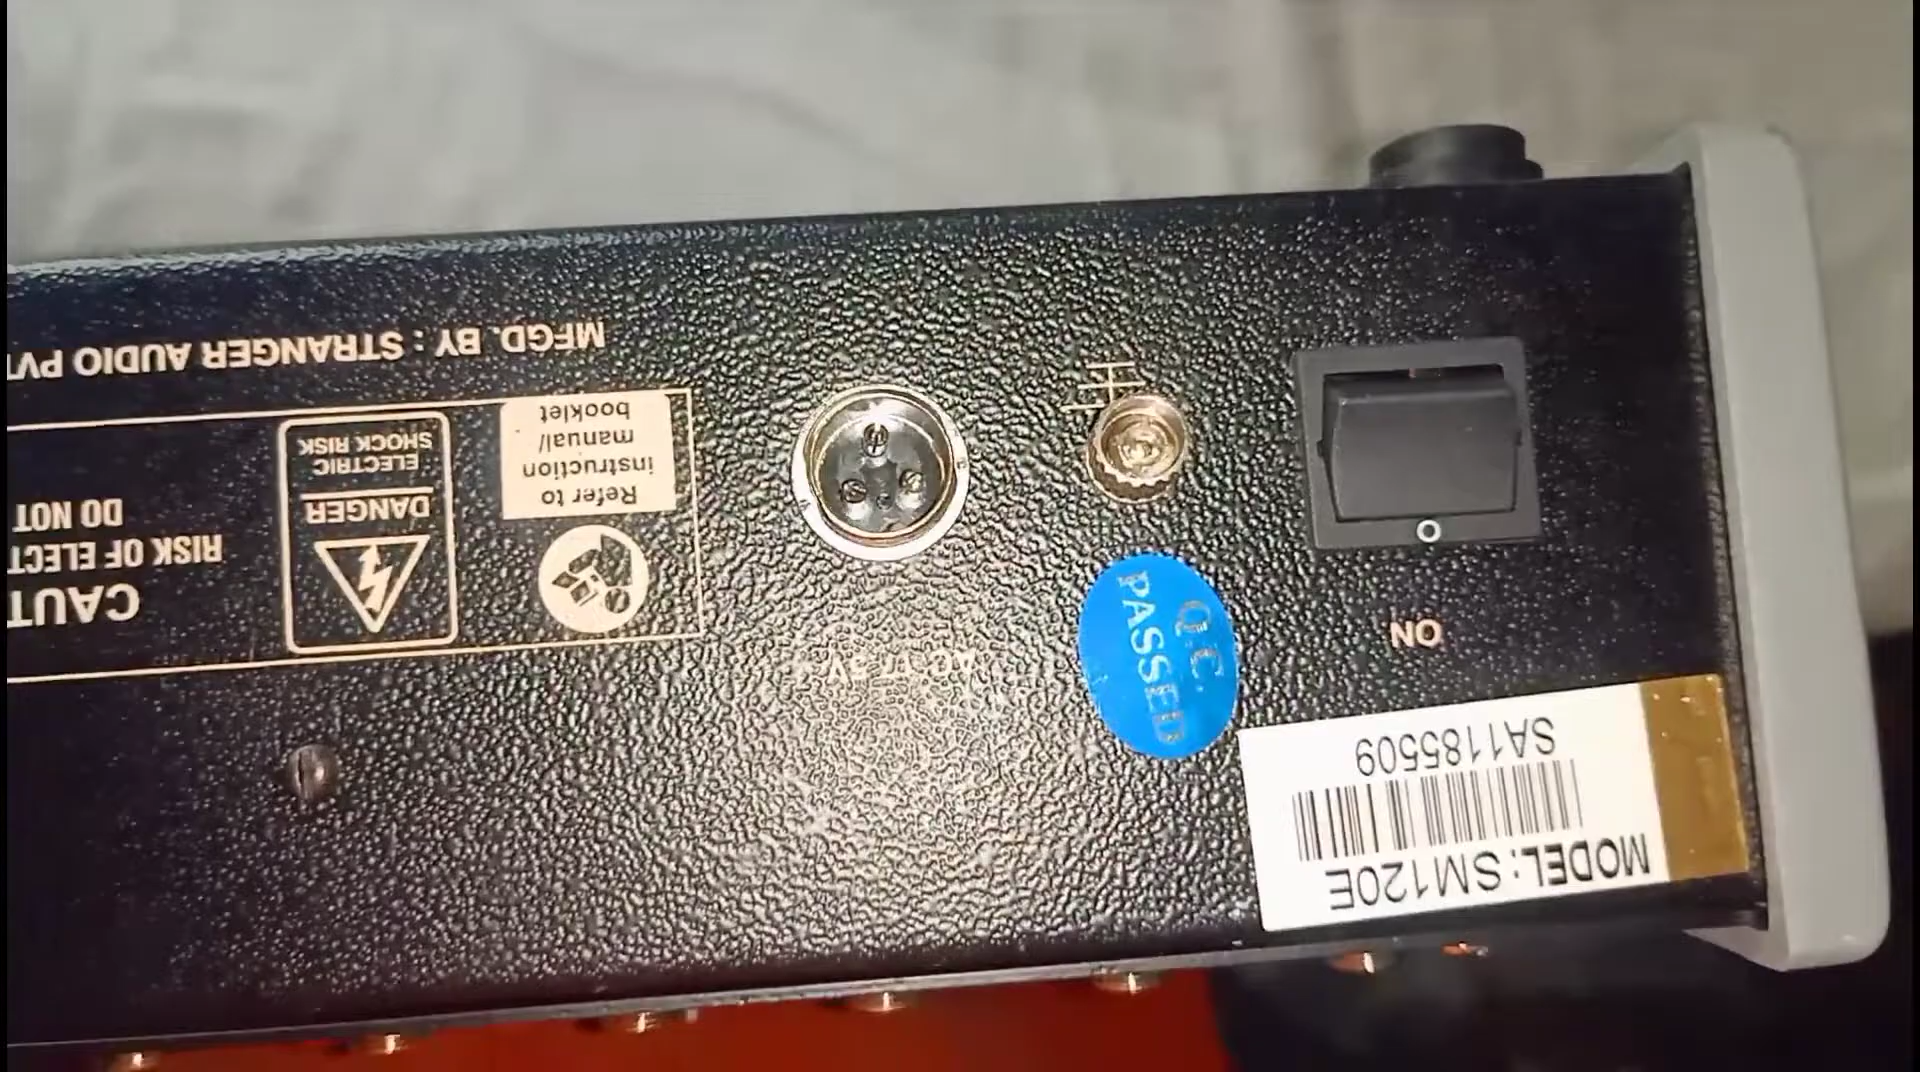 MODEL: SM120E
SA1185509
ON
Q.C.
PASSED
CAUT
RISK OF ELECT
DO NOT
DANGER
ELECTRIC
SHOCK RISK
Refer to
instruction
manual/
booklet
MFGD. BY : STRANGER AUDIO PV